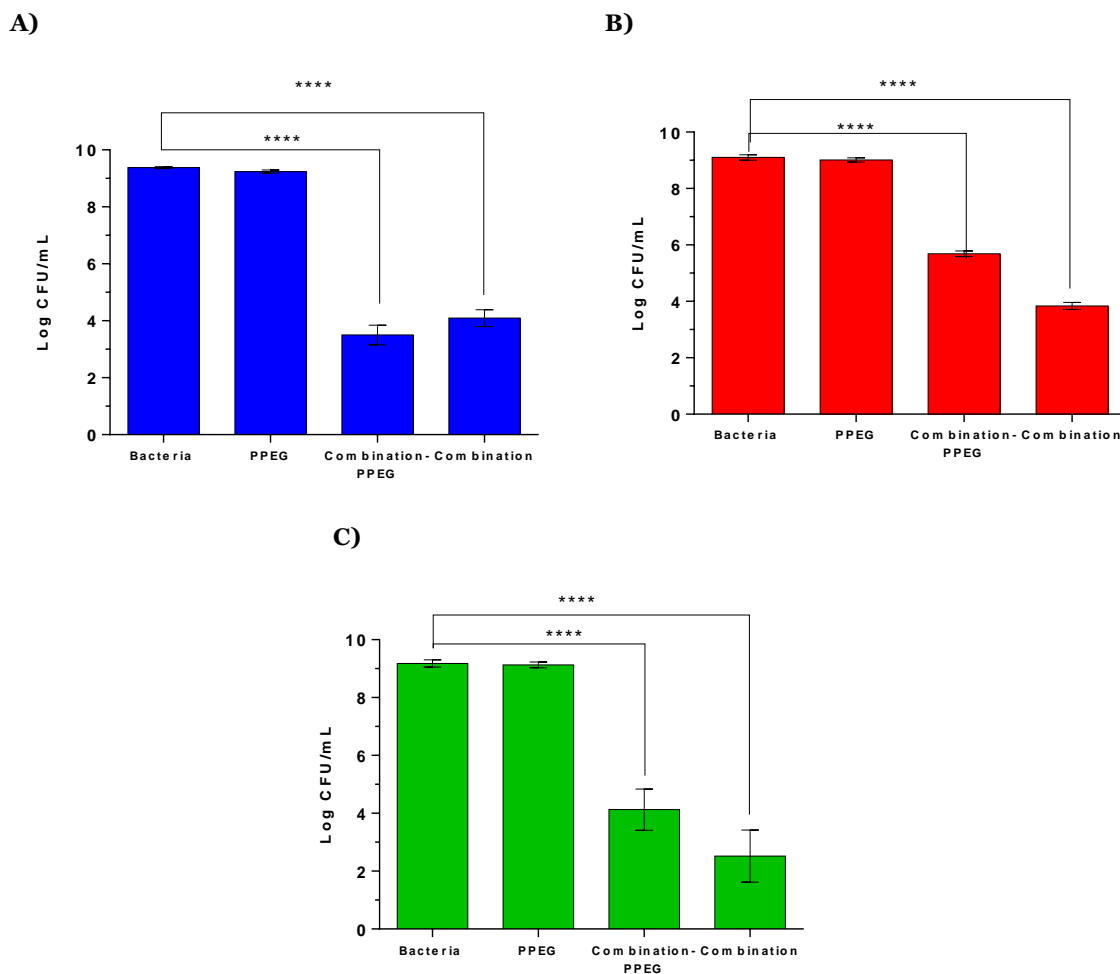 A)
****
****
10
8
6
4
2
0
Log CFU/mL
Bacteria PPEG Combination- Combination
PPEG
B)
****
****
10
8
6
4
2
0
Log CFU/mL
Bacteria PPEG Combination- Combination
PPEG
C)
****
****
10
8
6
4
2
0
Log CFU/mL
Bacteria PPEG Combination- Combination
PPEG